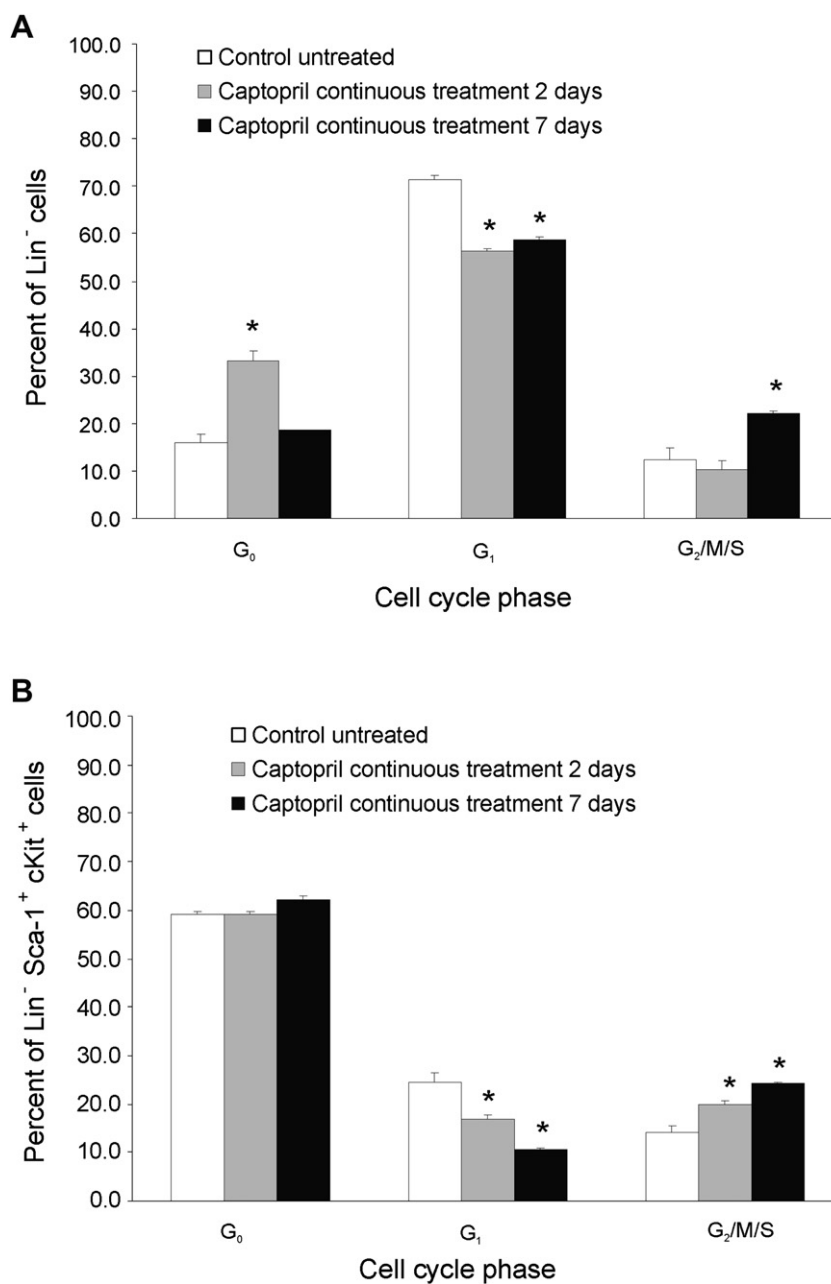 A
100.0
90.0
80.0
70.0
60.0
50.0
40.0
30.0
20.0
10.0
0.0
Percent of Lin⁻ cells
Control untreated
Captopril continuous treatment 2 days
Captopril continuous treatment 7 days
*
* *
*
G₀ G₁ G₂/M/S
Cell cycle phase
B
100.0
90.0
80.0
70.0
60.0
50.0
40.0
30.0
20.0
10.0
0.0
Percent of Lin⁻ Sca-1⁺ cKit⁺ cells
Control untreated
Captopril continuous treatment 2 days
Captopril continuous treatment 7 days
* *
* *
G₀ G₁ G₂/M/S
Cell cycle phase